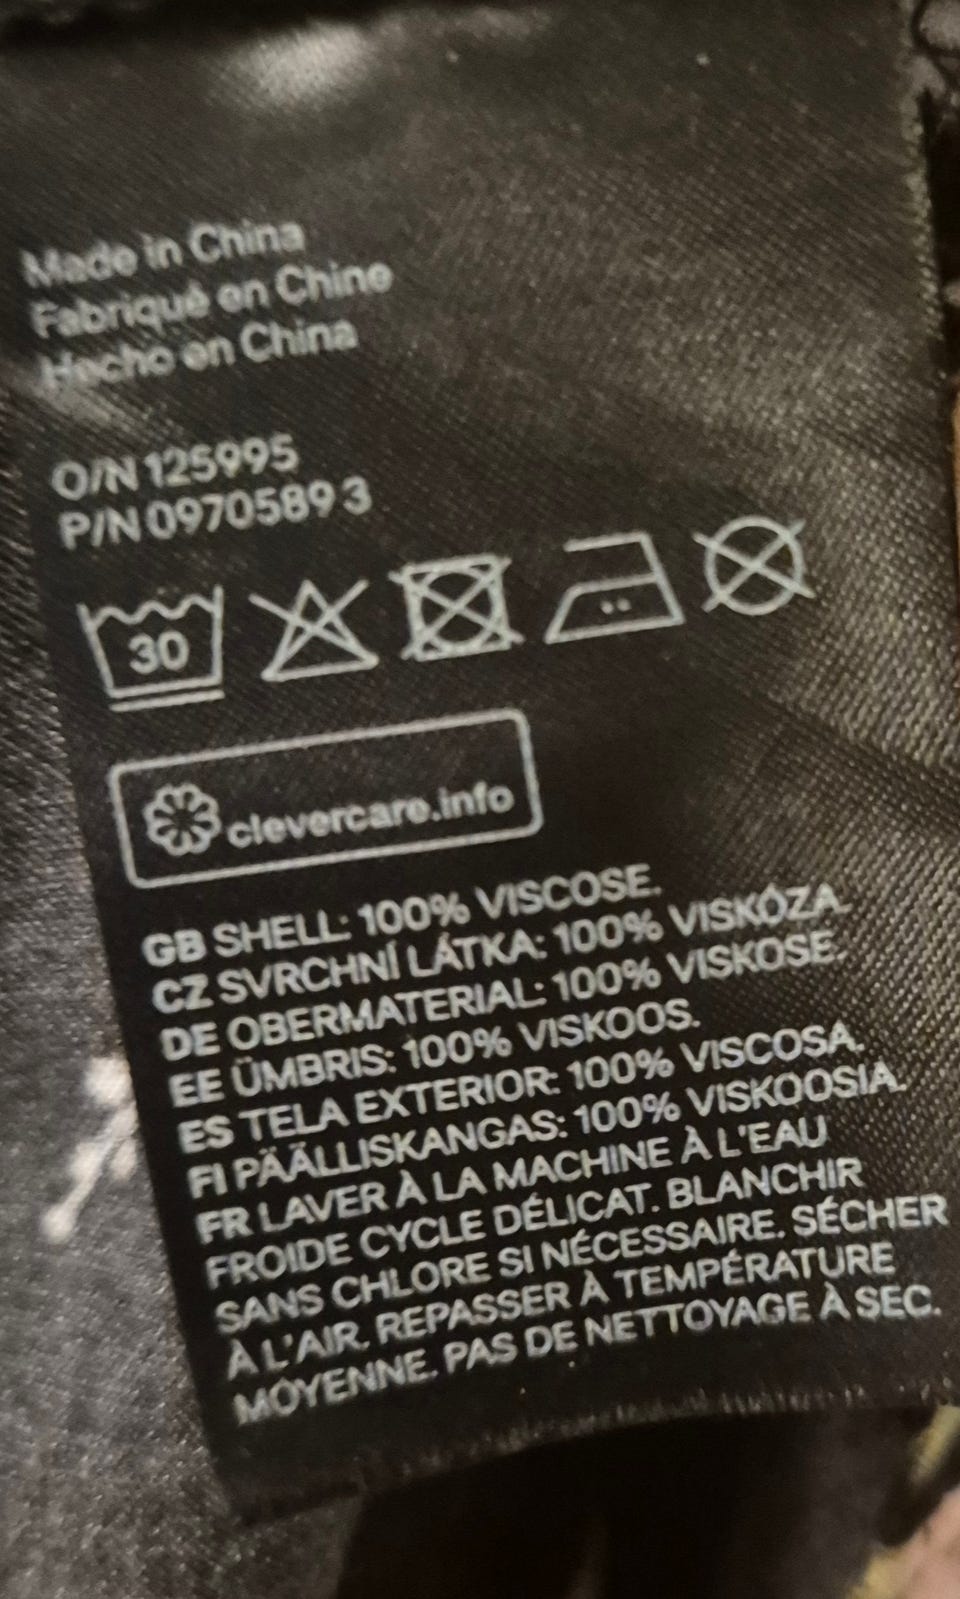 Made in China
Fabriqué en Chine
Hecho en China
O/N 125995
P/N 0970589 3
30
clevercare.info
GB SHELL: 100% VISCOSE.
CZ SVRCHNÍ LÁTKA: 100% VISKÓZA.
DE OBERMATERIAL: 100% VISKOSE.
EE ÜMBRIS: 100% VISKOOS.
ES TELA EXTERIOR: 100% VISCOSA.
FI PÄÄLLISKANGAS: 100% VISKOOSIA.
FR LAVER À LA MACHINE À L'EAU
FROIDE CYCLE DÉLICAT. BLANCHIR
SANS CHLORE SI NÉCESSAIRE. SÉCHER
À L'AIR. REPASSER À TEMPÉRATURE
MOYENNE. PAS DE NETTOYAGE À SEC.